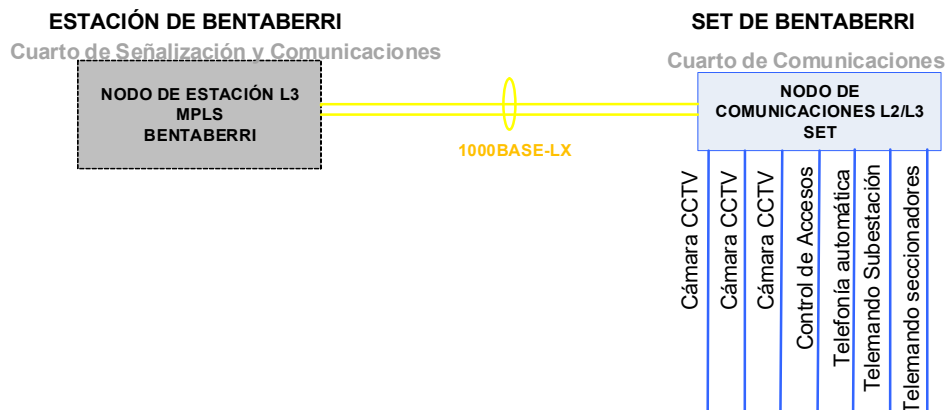 ESTACIÓN DE BENTABERRI
Cuarto de Señalización y Comunicaciones
NODO DE ESTACIÓN L3
MPLS
BENTABERRI
1000BASE-LX
SET DE BENTABERRI
Cuarto de Comunicaciones
NODO DE
COMUNICACIONES L2/L3
SET
Cámara CCTV
Cámara CCTV
Cámara CCTV
Control de Accesos
Telefonía automática
Telemando Subestación
Telemando seccionadores